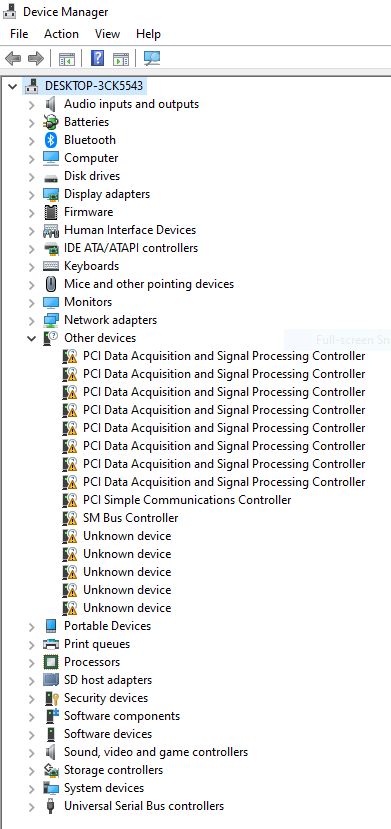 Device Manager
File Action View Help
DESKTOP-3CK5543
Audio inputs and outputs
Batteries
Bluetooth
Computer
Disk drives
Display adapters
Firmware
Human Interface Devices
IDE ATA/ATAPI controllers
Keyboards
Mice and other pointing devices
Monitors
Network adapters
Other devices
Full-screen Sn
PCI Data Acquisition and Signal Processing Controller
PCI Data Acquisition and Signal Processing Controller
PCI Data Acquisition and Signal Processing Controller
PCI Data Acquisition and Signal Processing Controller
PCI Data Acquisition and Signal Processing Controller
PCI Data Acquisition and Signal Processing Controller
PCI Data Acquisition and Signal Processing Controller
PCI Data Acquisition and Signal Processing Controller
PCI Simple Communications Controller
SM Bus Controller
Unknown device
Unknown device
Unknown device
Unknown device
Unknown device
Portable Devices
Print queues
Processors
SD host adapters
Security devices
Software components
Software devices
Sound, video and game controllers
Storage controllers
System devices
Universal Serial Bus controllers